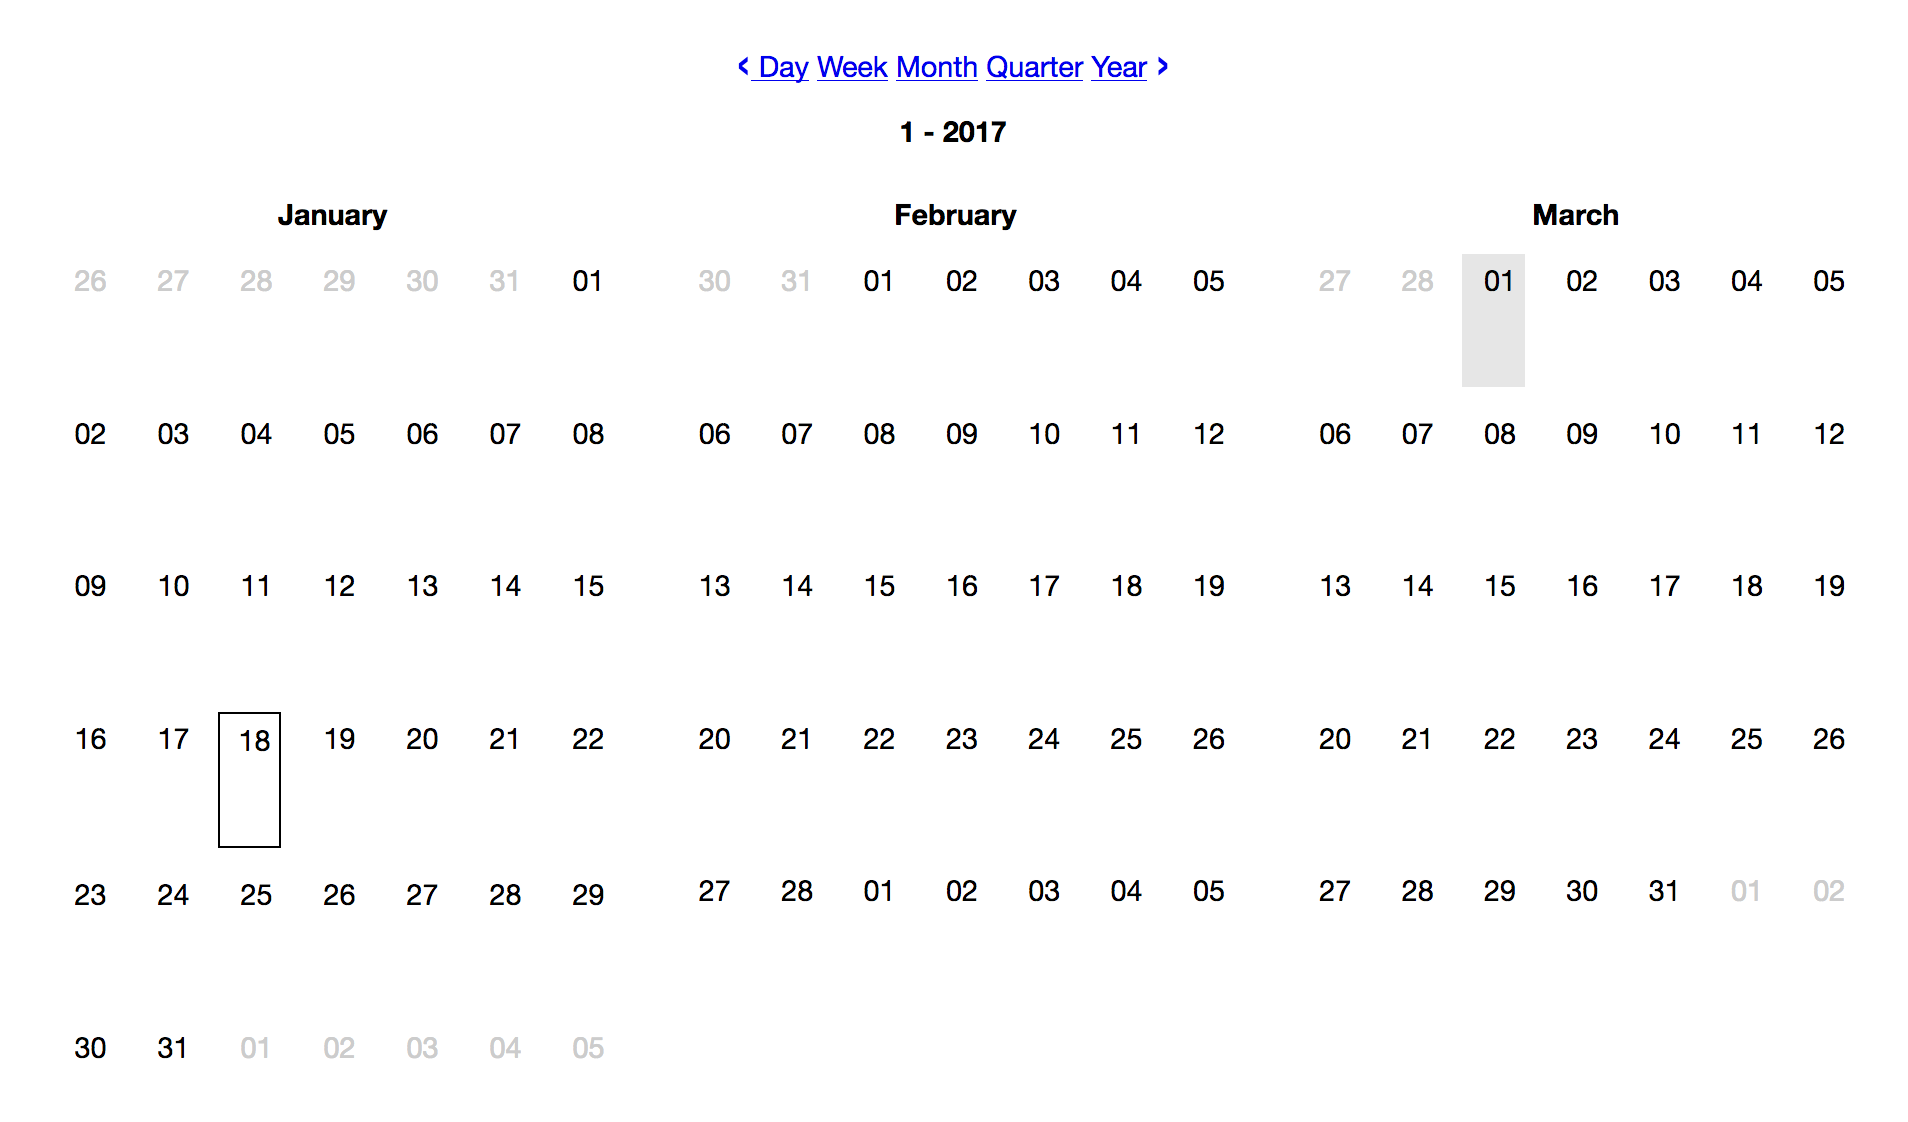 ‹ Day Week Month Quarter Year ›
1 - 2017
January
26 27 28 29 30 31 01
02 03 04 05 06 07 08
09 10 11 12 13 14 15
16 17 18 19 20 21 22
23 24 25 26 27 28 29
30 31 01 02 03 04 05
February
30 31 01 02 03 04 05
06 07 08 09 10 11 12
13 14 15 16 17 18 19
20 21 22 23 24 25 26
27 28 01 02 03 04 05
March
27 28 01 02 03 04 05
06 07 08 09 10 11 12
13 14 15 16 17 18 19
20 21 22 23 24 25 26
27 28 29 30 31 01 02